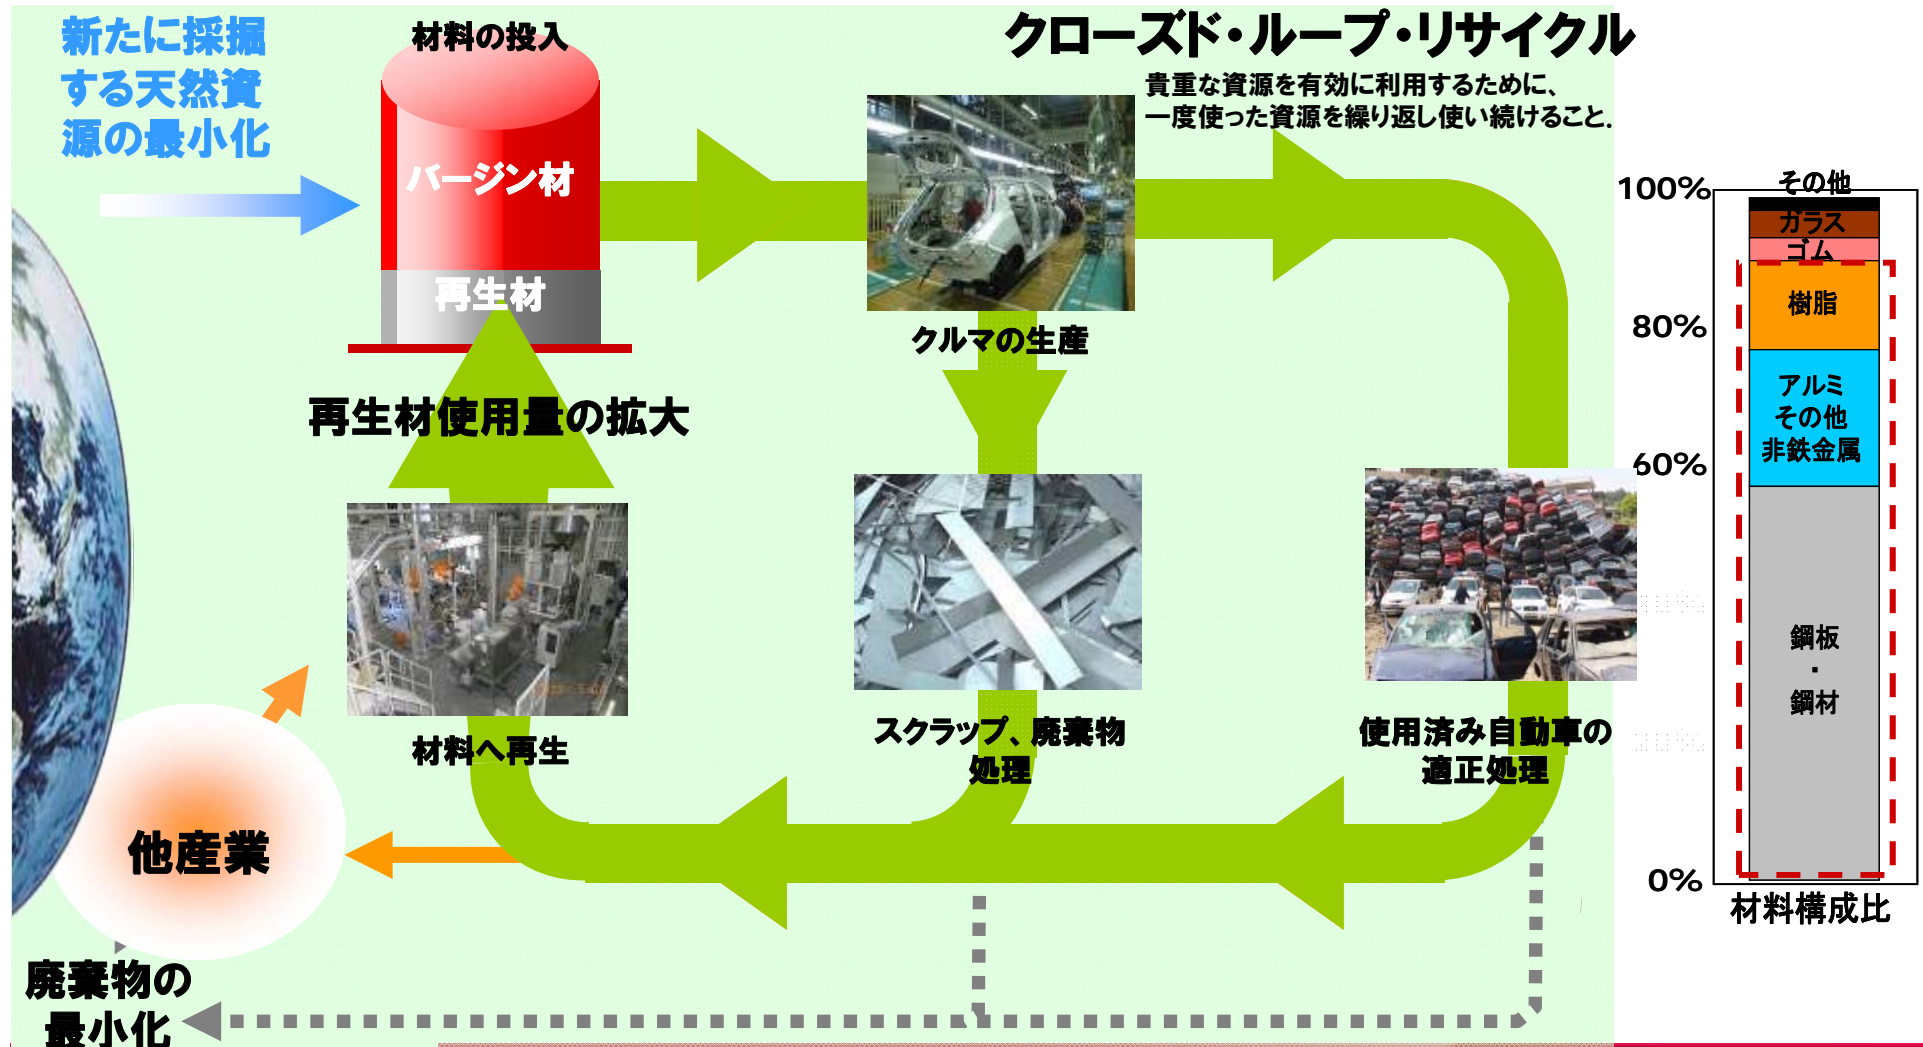 新たに採掘
する天然資
源の最小化
材料の投入
バージン材
再生材
クローズド・ループ・リサイクル
貴重な資源を有効に利用するために、
一度使った資源を繰り返し使い続けること.
クルマの生産
再生材使用量の拡大
材料へ再生
スクラップ、廃棄物
処理
使用済み自動車の
適正処理
他産業
廃棄物の
最小化
100%
80%
60%
0%
その他
ガラス
ゴム
樹脂
アルミ
その他
非鉄金属
鋼板
・
鋼材
材料構成比